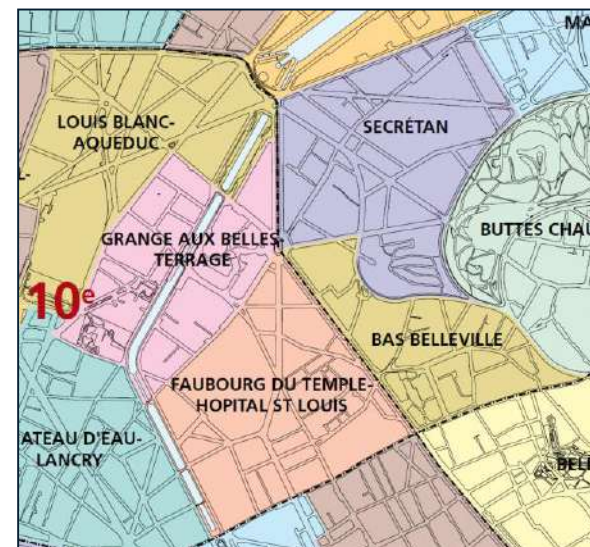 MA
LOUIS BLANC-
AQUEDUC
SECRÉTAN
L-
GRANGE AUX BELLES-
TERRAGE
BUTTES CHAU
10e
BAS BELLEVILLE
FAUBOURG DU TEMPLE-
HOPITAL ST LOUIS
ATEAU D'EAU-
LANCRY
BELL